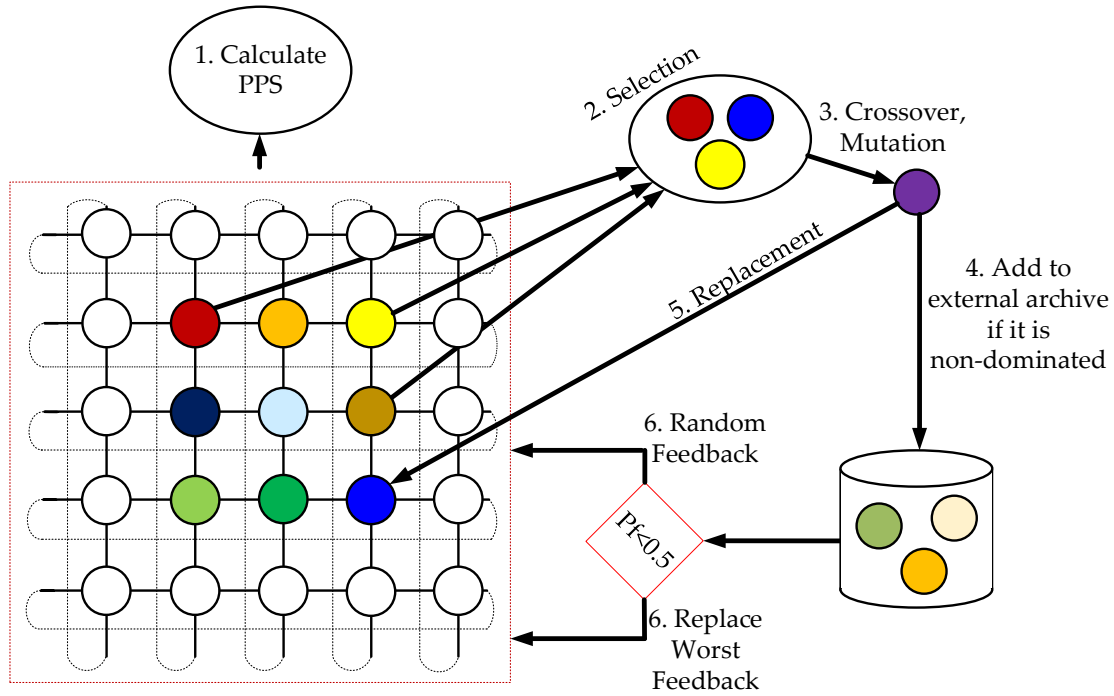 1. Calculate
PPS
2. Selection
3. Crossover,
Mutation
4. Add to
external archive
if it is
non-dominated
5. Replacement
6. Random
Feedback
Pf<0.5
6. Replace
Worst
Feedback